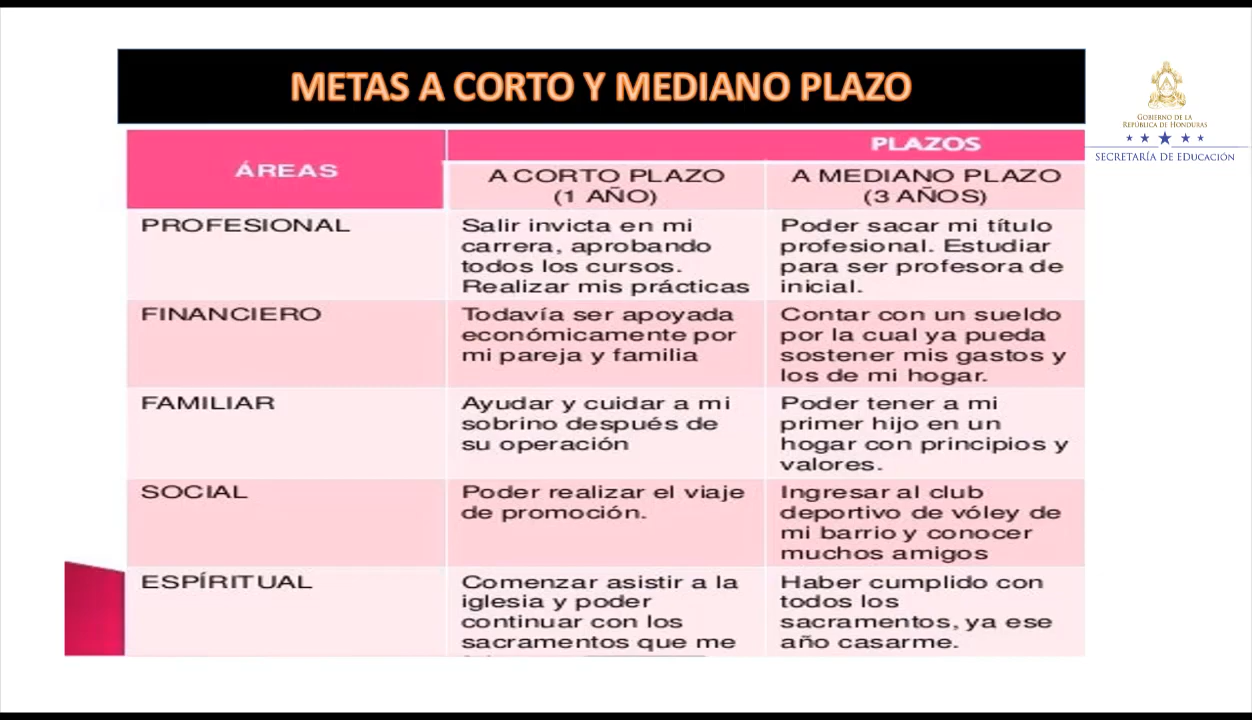 METAS A CORTO Y MEDIANO PLAZO
GOBIERNO DE LA
REPÚBLICA DE HONDURAS
SECRETARÍA DE EDUCACIÓN
ÁREAS
PLAZOS
A CORTO PLAZO
(1 AÑO)
A MEDIANO PLAZO
(3 AÑOS)
PROFESIONAL
Salir invicta en mi
carrera, aprobando
todos los cursos.
Realizar mis prácticas
Poder sacar mi título
profesional. Estudiar
para ser profesora de
inicial.
FINANCIERO
Todavía ser apoyada
económicamente por
mi pareja y familia
Contar con un sueldo
por la cual ya pueda
sostener mis gastos y
los de mi hogar.
FAMILIAR
Ayudar y cuidar a mi
sobrino después de
su operación
Poder tener a mi
primer hijo en un
hogar con principios y
valores.
SOCIAL
Poder realizar el viaje
de promoción.
Ingresar al club
deportivo de vóley de
mi barrio y conocer
muchos amigos
ESPÍRITUAL
Comenzar asistir a la
iglesia y poder
continuar con los
sacramentos que me
Haber cumplido con
todos los
sacramentos, ya ese
año casarme.